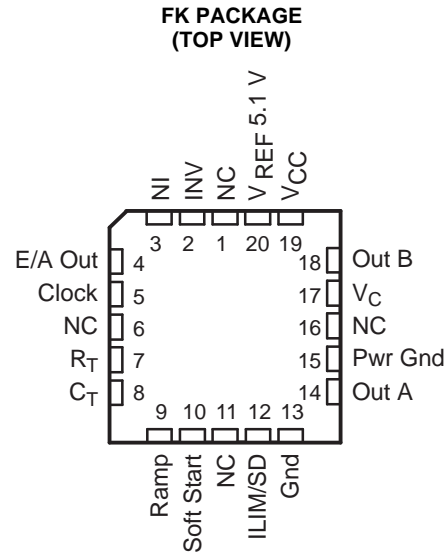 FK PACKAGE
(TOP VIEW)
NI
INV
NC
V REF 5.1 V
VCC
3 2 1 20 19
E/A Out 4
Clock 5
NC 6
RT 7
CT 8
18 Out B
17 VC
16 NC
15 Pwr Gnd
14 Out A
9 10 11 12 13
Ramp
Soft Start
NC
ILIM/SD
Gnd